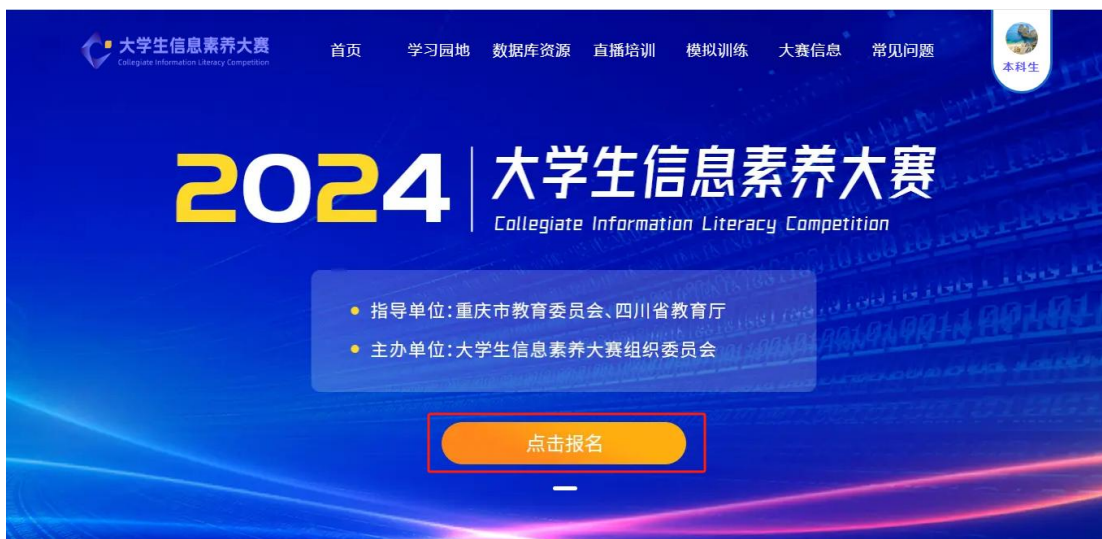 大学生信息素养大赛
Collegiate Information Literacy Competition
首页 学习园地 数据库资源 直播培训 模拟训练 大赛信息 常见问题
本科生
2024 大学生信息素养大赛
Collegiate Information Literacy Competition
指导单位:重庆市教育委员会、四川省教育厅
主办单位:大学生信息素养大赛组织委员会
点击报名